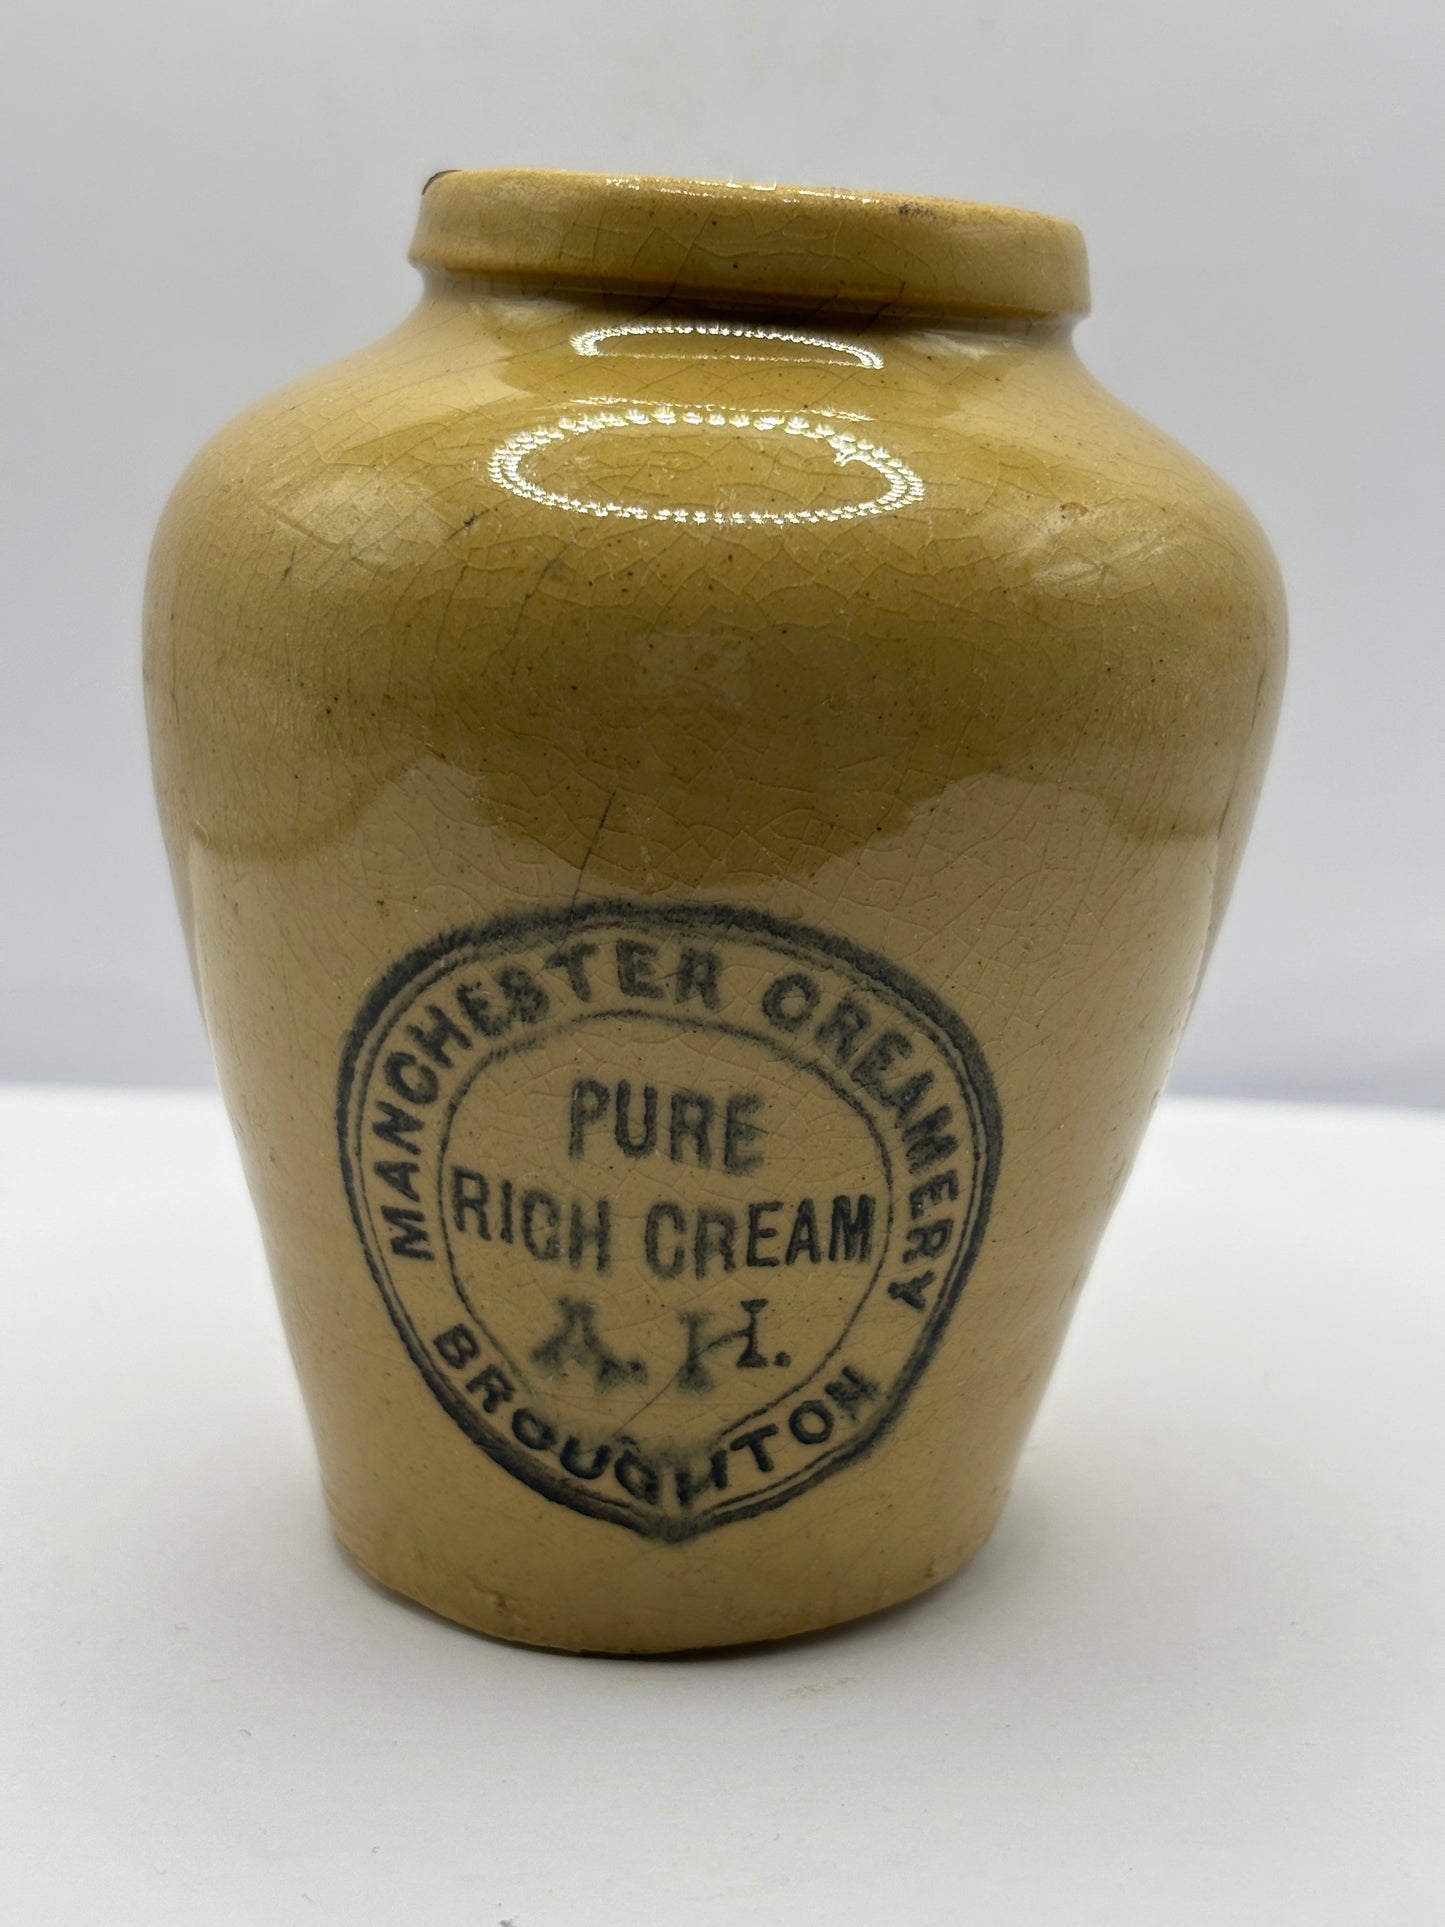 MANCHESTER CREAMERY
PURE
RICH CREAM
A. H.
BROUGHTON